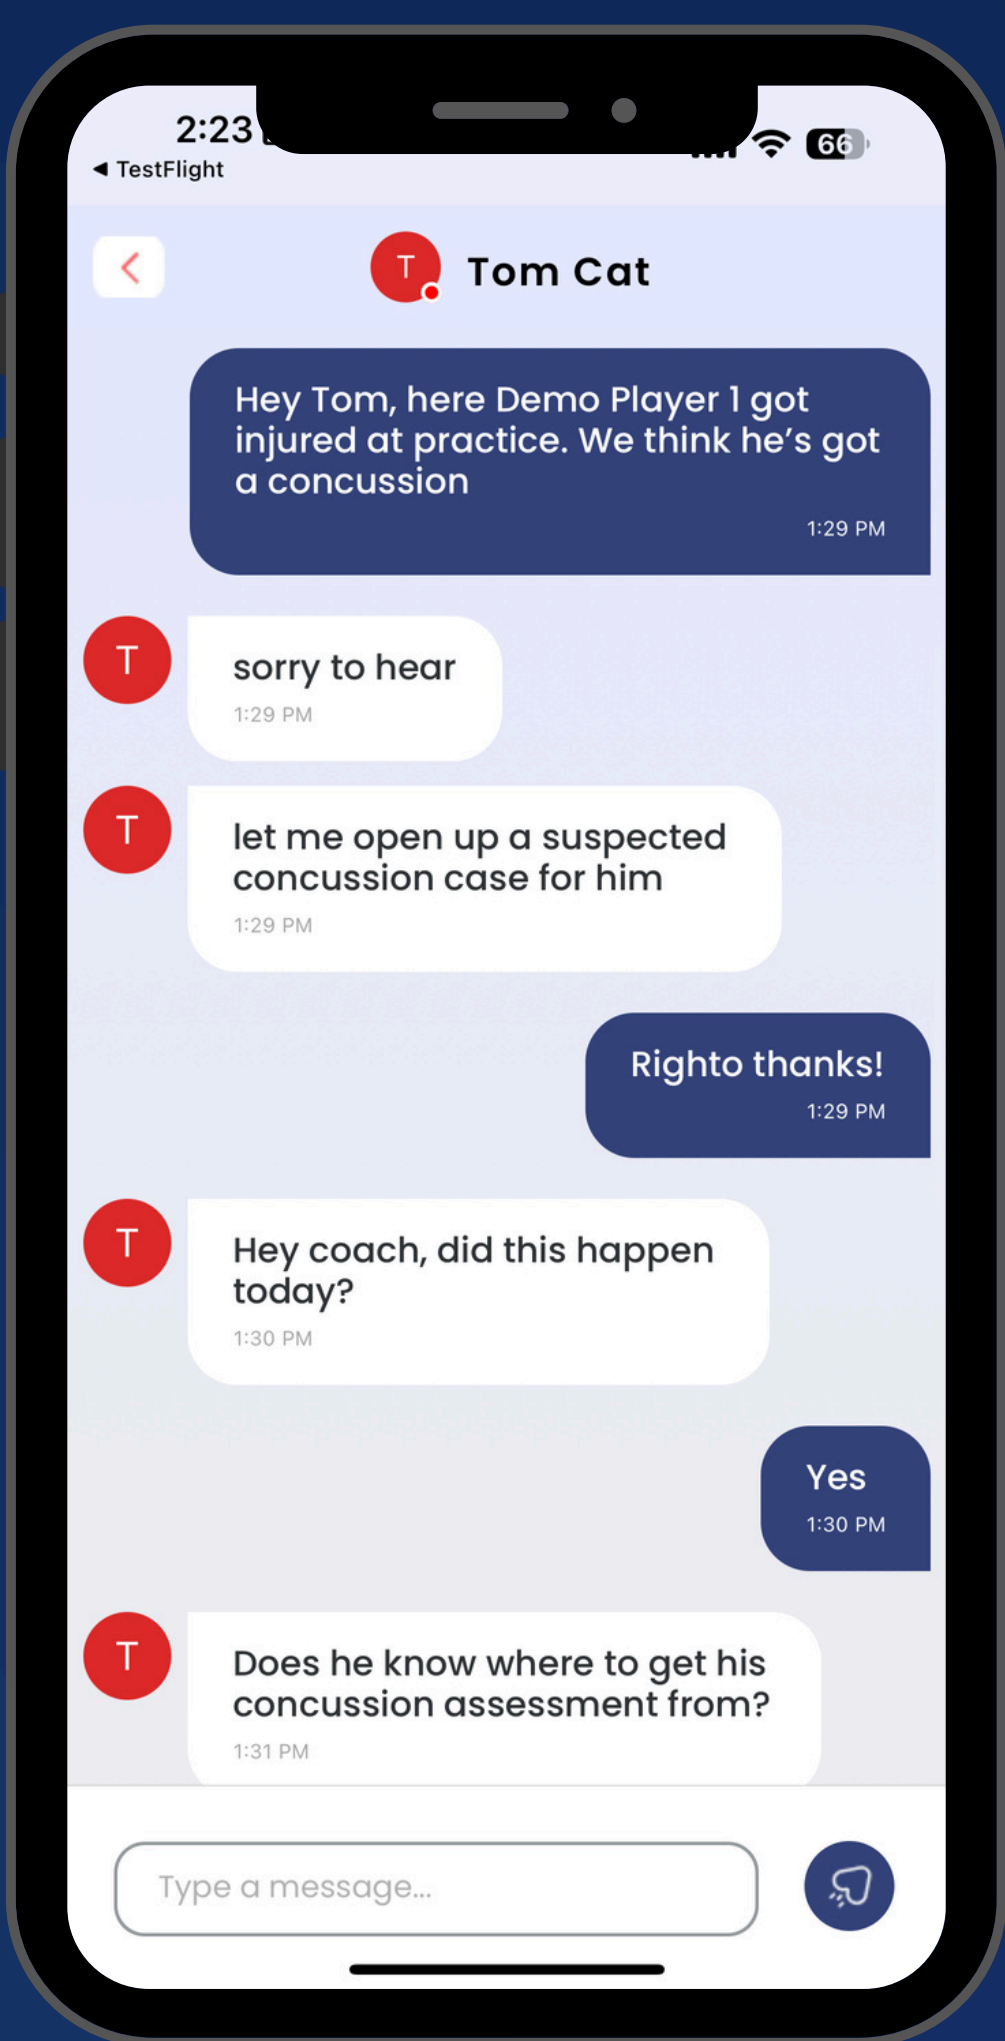 2:23
66
◀ TestFlight
T
Tom Cat
Hey Tom, here Demo Player 1 got
injured at practice. We think he’s got
a concussion
1:29 PM
T
sorry to hear
1:29 PM
T
let me open up a suspected
concussion case for him
1:29 PM
Righto thanks!
1:29 PM
T
Hey coach, did this happen
today?
1:30 PM
Yes
1:30 PM
T
Does he know where to get his
concussion assessment from?
1:31 PM
Type a message...